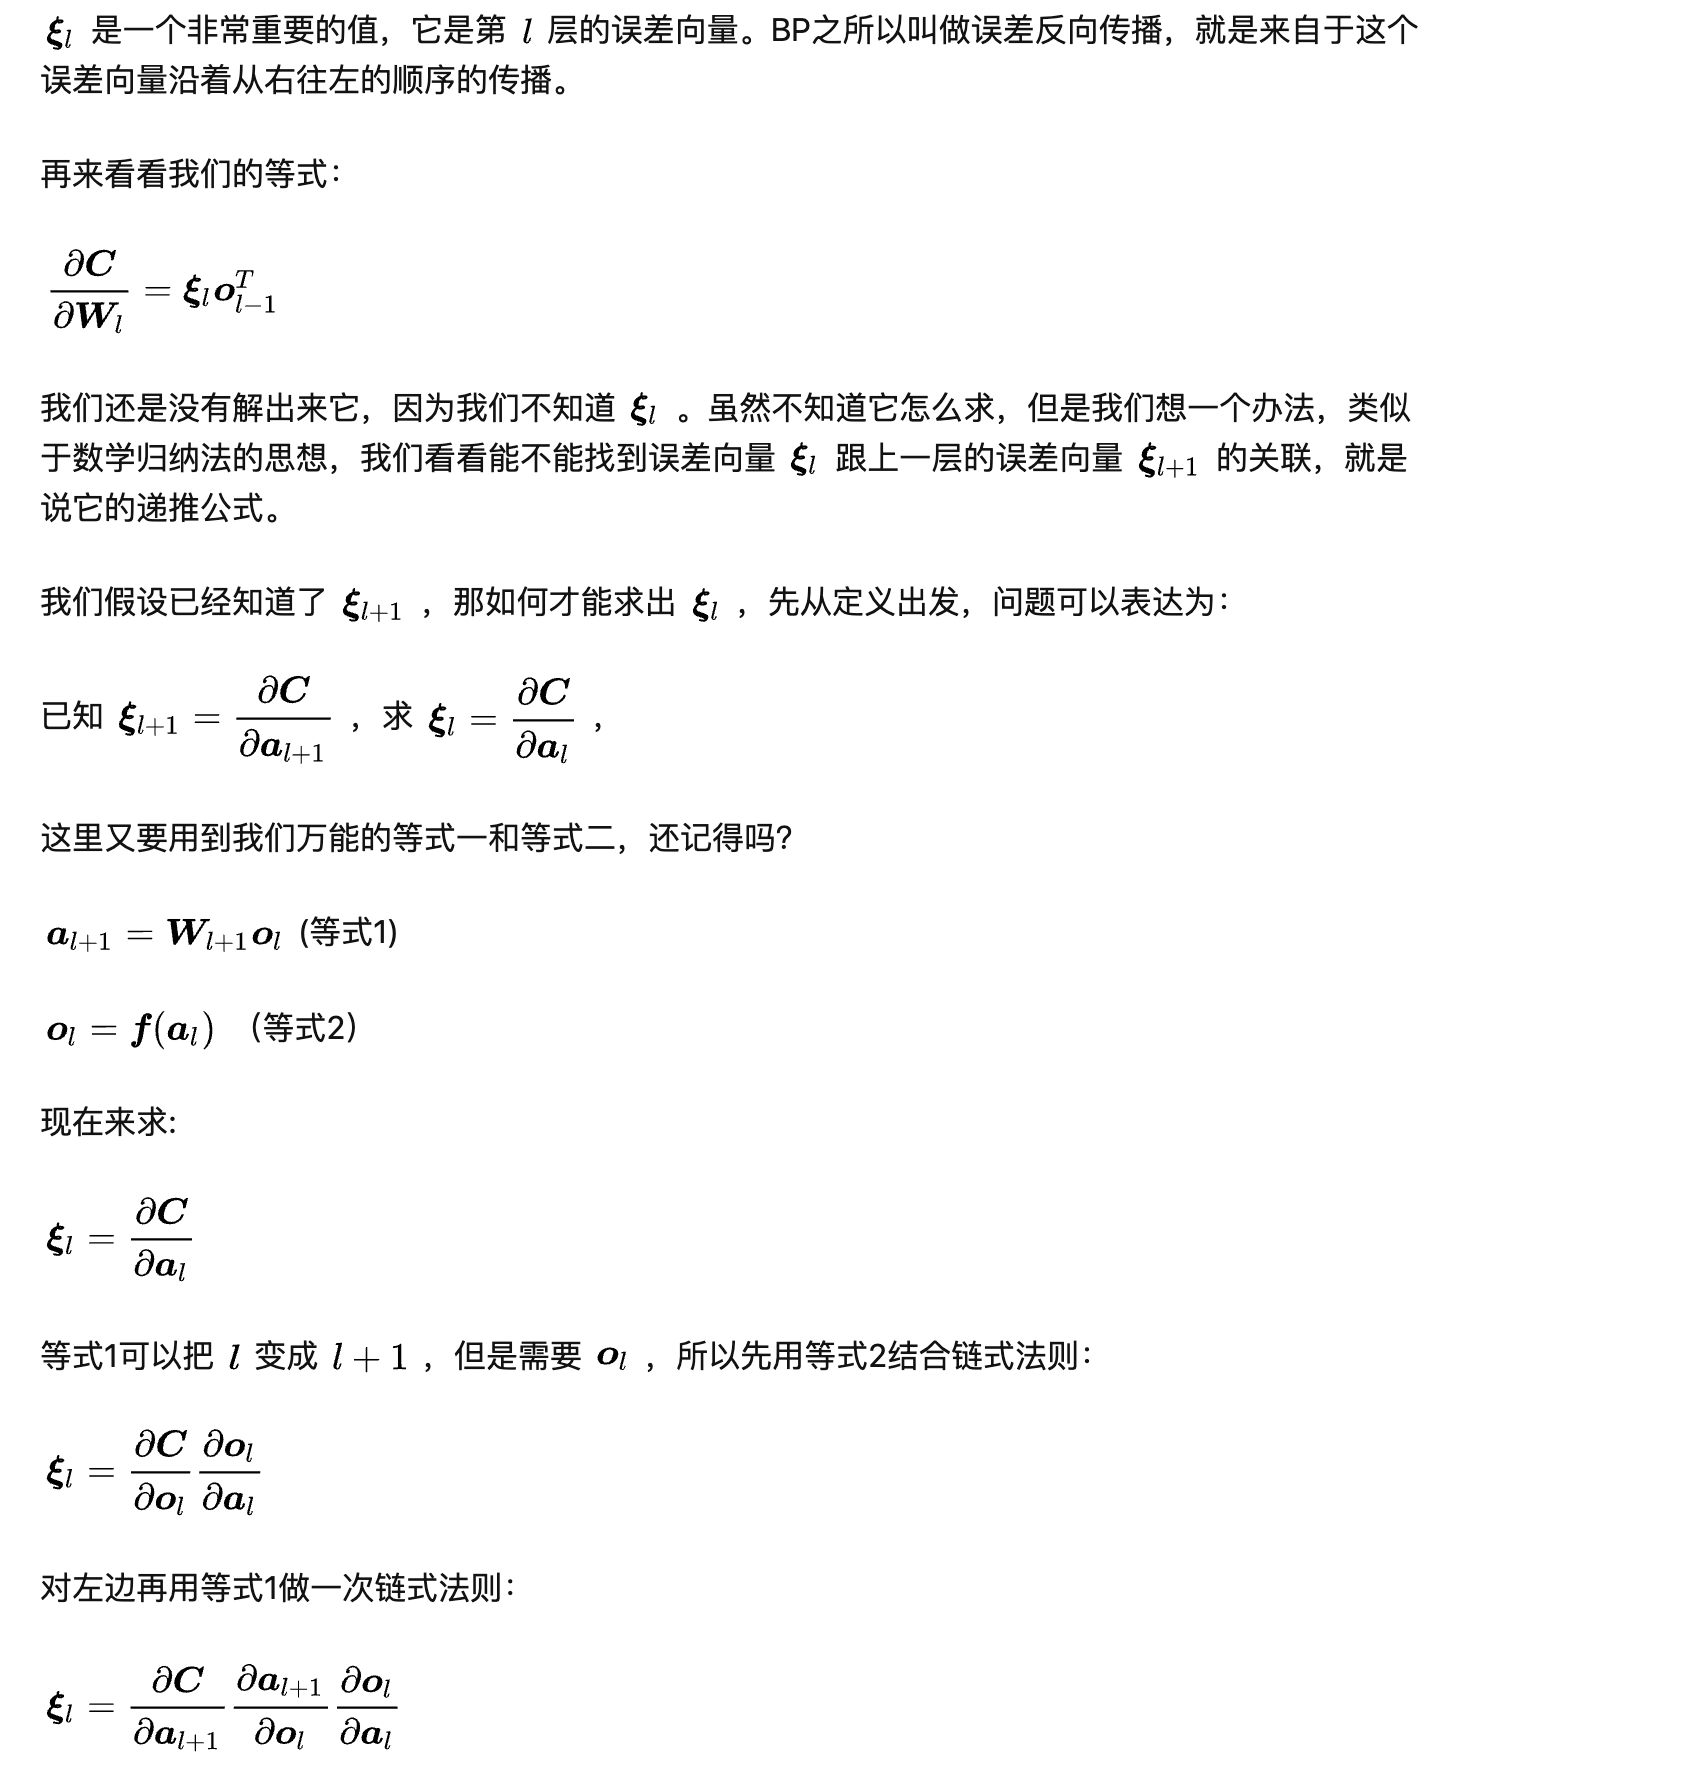 $\boldsymbol{\xi}_l$ 是一个非常重要的值，它是第 $l$ 层的误差向量。BP之所以叫做误差反向传播，就是来自于这个
误差向量沿着从右往左的顺序的传播。
再来看看我们的等式：
$\frac{\partial \boldsymbol{C}}{\partial \boldsymbol{W}_l} = \boldsymbol{\xi}_l \boldsymbol{o}_{l-1}^T$
我们还是没有解出来它，因为我们不知道 $\boldsymbol{\xi}_l$ 。虽然不知道它怎么求，但是我们想一个办法，类似
于数学归纳法的思想，我们看看能不能找到误差向量 $\boldsymbol{\xi}_l$ 跟上一层的误差向量 $\boldsymbol{\xi}_{l+1}$ 的关联，就是
说它的递推公式。
我们假设已经知道了 $\boldsymbol{\xi}_{l+1}$ ，那如何才能求出 $\boldsymbol{\xi}_l$ ，先从定义出发，问题可以表达为：
已知 $\boldsymbol{\xi}_{l+1} = \frac{\partial \boldsymbol{C}}{\partial \boldsymbol{a}_{l+1}}$ ，求 $\boldsymbol{\xi}_l = \frac{\partial \boldsymbol{C}}{\partial \boldsymbol{a}_l}$ ，
这里又要用到我们万能的等式一和等式二，还记得吗？
$\boldsymbol{a}_{l+1} = \boldsymbol{W}_{l+1} \boldsymbol{o}_l$ (等式1)
$\boldsymbol{o}_l = \boldsymbol{f}(\boldsymbol{a}_l)$ （等式2）
现在来求:
$\boldsymbol{\xi}_l = \frac{\partial \boldsymbol{C}}{\partial \boldsymbol{a}_l}$
等式1可以把 $l$ 变成 $l+1$ ，但是需要 $\boldsymbol{o}_l$ ，所以先用等式2结合链式法则：
$\boldsymbol{\xi}_l = \frac{\partial \boldsymbol{C}}{\partial \boldsymbol{o}_l} \frac{\partial \boldsymbol{o}_l}{\partial \boldsymbol{a}_l}$
对左边再用等式1做一次链式法则：
$\boldsymbol{\xi}_l = \frac{\partial \boldsymbol{C}}{\partial \boldsymbol{a}_{l+1}} \frac{\partial \boldsymbol{a}_{l+1}}{\partial \boldsymbol{o}_l} \frac{\partial \boldsymbol{o}_l}{\partial \boldsymbol{a}_l}$